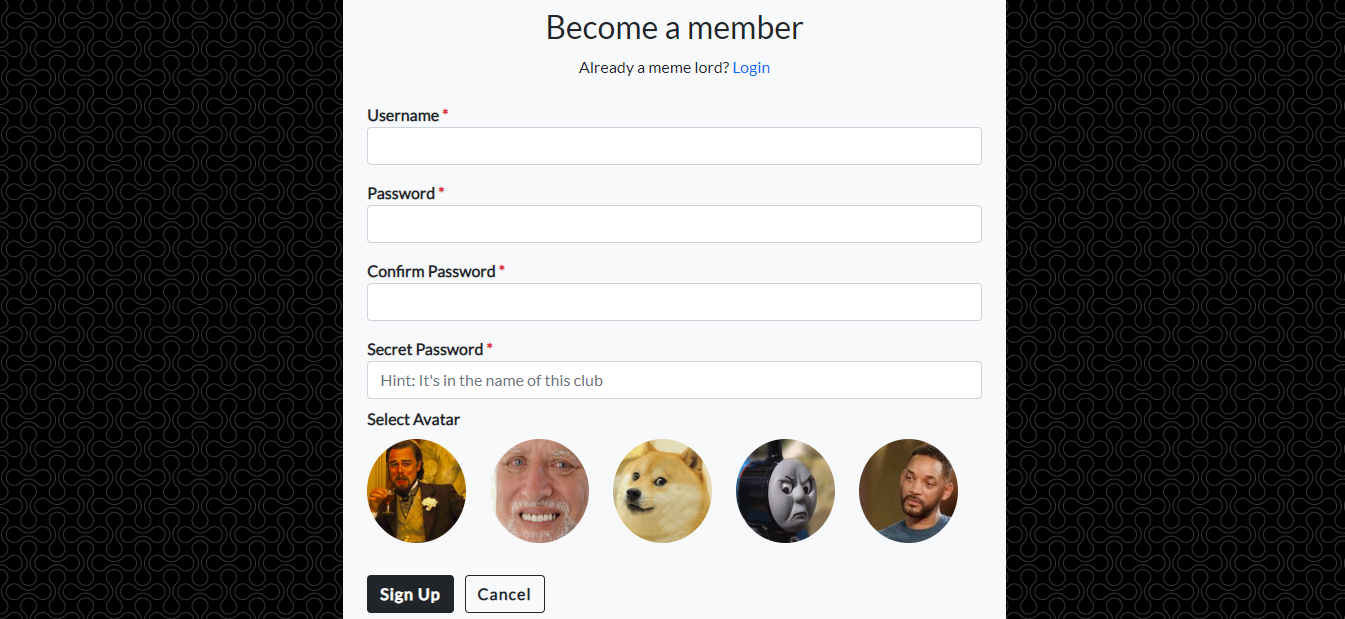 Become a member
Already a meme lord? Login
Username *
Password *
Confirm Password *
Secret Password *
Hint: It's in the name of this club
Select Avatar
Sign Up Cancel